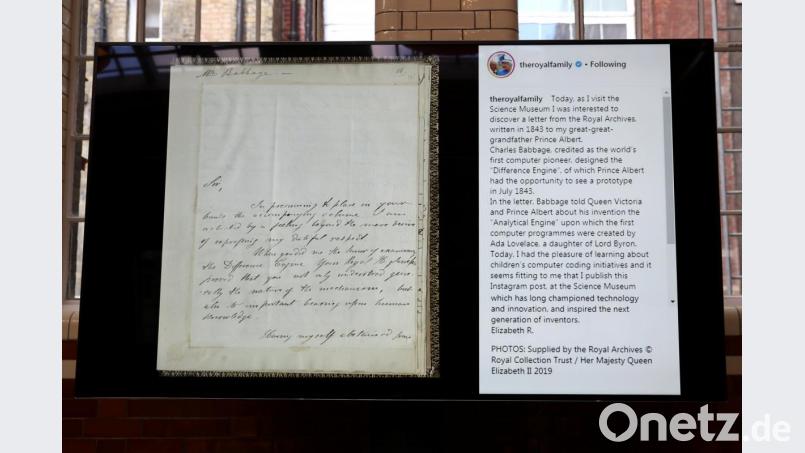 Mr Babbage
theroyalfamily • Following
theroyalfamily Today, as I visit the
Science Museum I was interested to
discover a letter from the Royal Archives,
written in 1843 to my great-great-
grandfather Prince Albert.
Charles Babbage, credited as the world's
first computer pioneer, designed the
"Difference Engine", of which Prince Albert
had the opportunity to see a prototype
in July 1843.
In the letter, Babbage told Queen Victoria
and Prince Albert about his invention the
"Analytical Engine" upon which the first
computer programmes were created by
Ada Lovelace, a daughter of Lord Byron.
Today, I had the pleasure of learning about
children's computer coding initiatives and it
seems fitting to me that I publish this
Instagram post, at the Science Museum
which has long championed technology
and innovation, and inspired the next
generation of inventors.
Elizabeth R.
PHOTOS: Supplied by the Royal Archives ©
Royal Collection Trust / Her Majesty Queen
Elizabeth II 2019
Sir,
In presuming to place in your
hands the accompanying volume I am
actuated by a feeling beyond the mere desire
of expressing my dutiful respect.
When you did me the honor of examining
the Difference Engine Your Royal Highness
proved that you not only understood
the nature of the mechanism, but
also its important bearing upon human
knowledge.
Having myself abstained from
Onetz.de